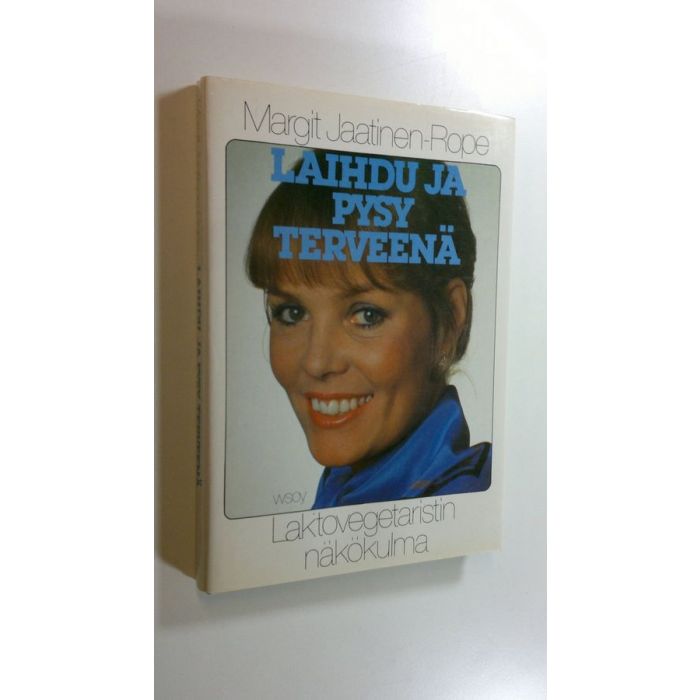 Margit Jaatinen-Rope
LAIHDU JA
PYSY
TERVEENÄ
wsoy
Laktovegetaristin
näkökulma
LAIHDU JA PYSY TERVEENÄ